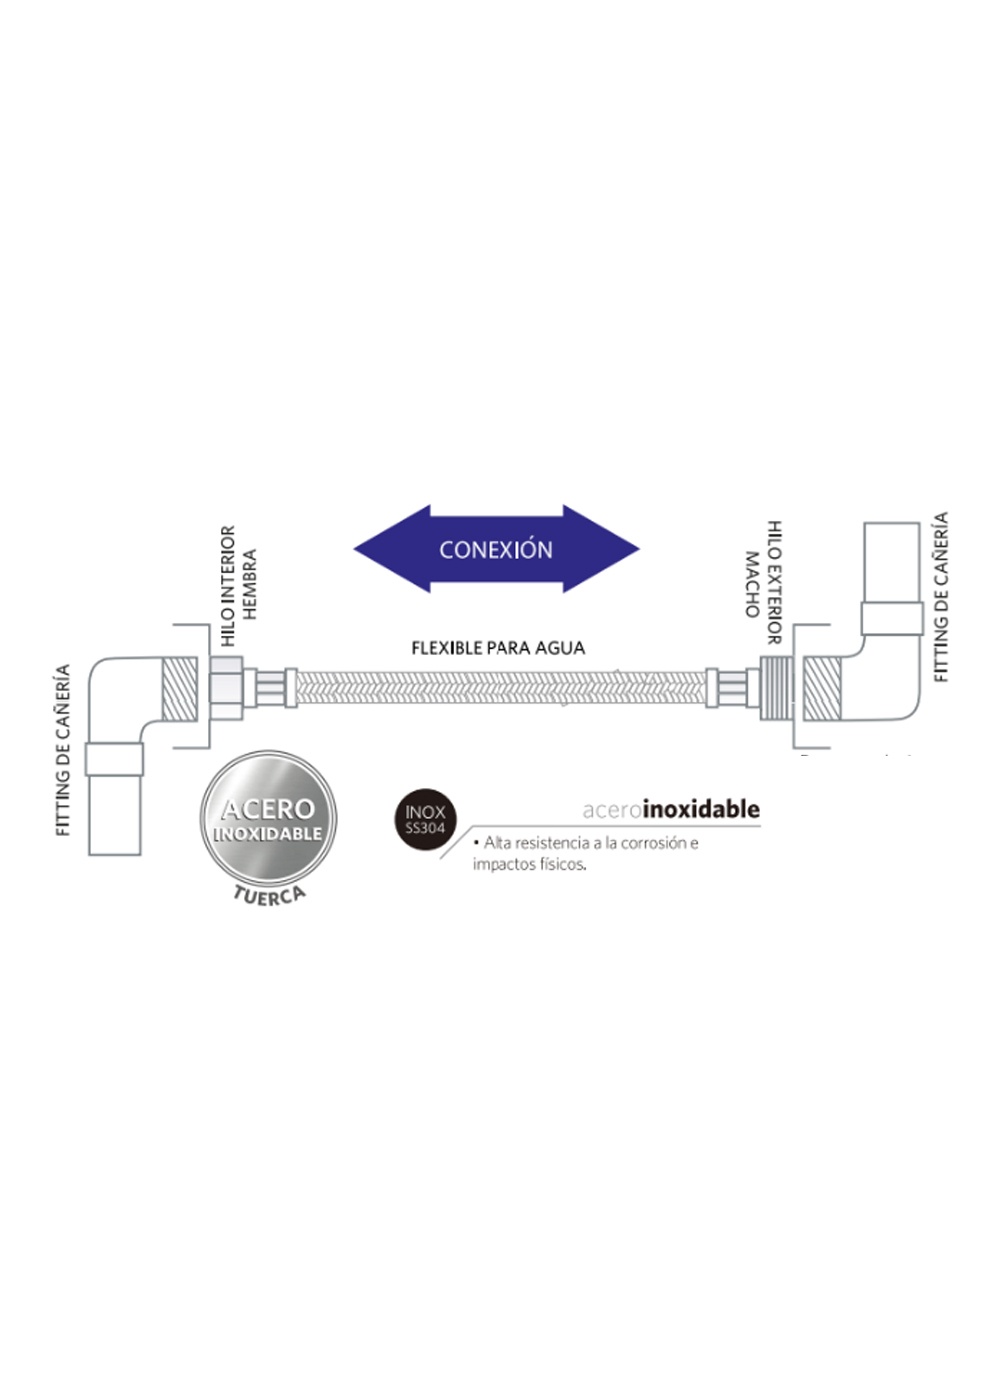 CONEXIÓN
HILO INTERIOR
HEMBRA
HILO EXTERIOR
MACHO
FITTING DE CAÑERÍA
FLEXIBLE PARA AGUA
FITTING DE CAÑERÍA
ACERO
INOXIDABLE
TUERCA
INOX
SS304
aceroinoxidable
• Alta resistencia a la corrosión e
impactos físicos.